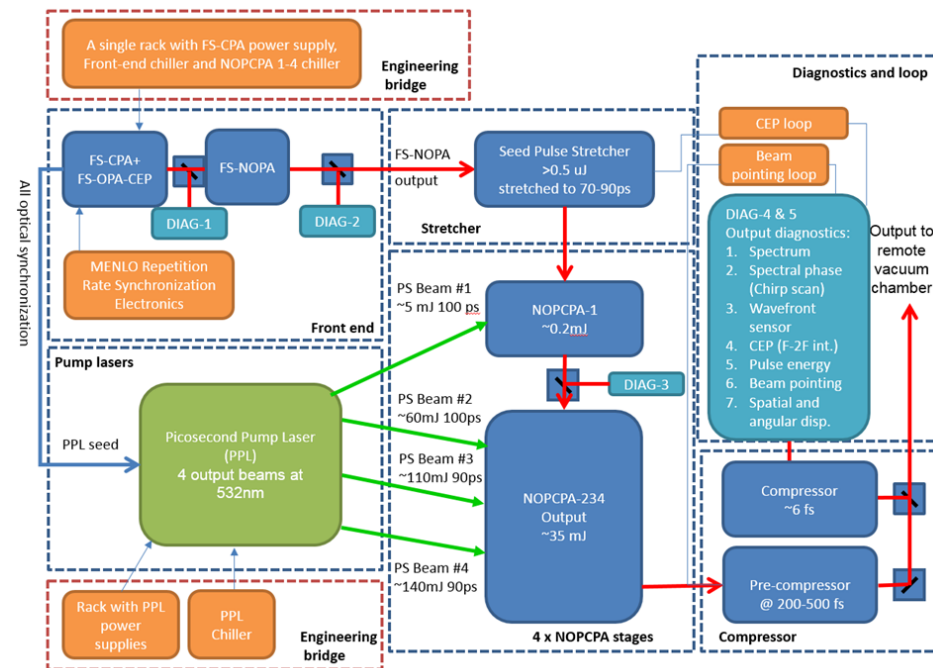 A single rack with FS-CPA power supply,
Front-end chiller and NOPCPA 1-4 chiller
Engineering
bridge
Diagnostics and loop
CEP loop
Beam
pointing loop
FS-CPA+
FS-OPA-CEP
FS-NOPA
DIAG-1
DIAG-2
FS-NOPA
output
Seed Pulse Stretcher
>0.5 uJ
stretched to 70-90ps
Stretcher
All optical synchronization
MENLO Repetition
Rate Synchronization
Electronics
Front end
DIAG-4 & 5
Output diagnostics:
1. Spectrum
2. Spectral phase
(Chirp scan)
3. Wavefront
sensor
4. CEP (F-2F int.)
5. Pulse energy
6. Beam pointing
7. Spatial and
angular disp.
Output to
remote
vacuum
chamber
PS Beam #1
~5 mJ 100 ps
NOPCPA-1
~0.2mJ
DIAG-3
Pump lasers
PPL seed
Picosecond Pump Laser
(PPL)
4 output beams at
532nm
PS Beam #2
~60mJ 100ps
PS Beam #3
~110mJ 90ps
PS Beam #4
~140mJ 90ps
NOPCPA-234
Output
~35 mJ
4 x NOPCPA stages
Compressor
~6 fs
Pre-compressor
@ 200-500 fs
Compressor
Rack with PPL
power
supplies
PPL
Chiller
Engineering
bridge